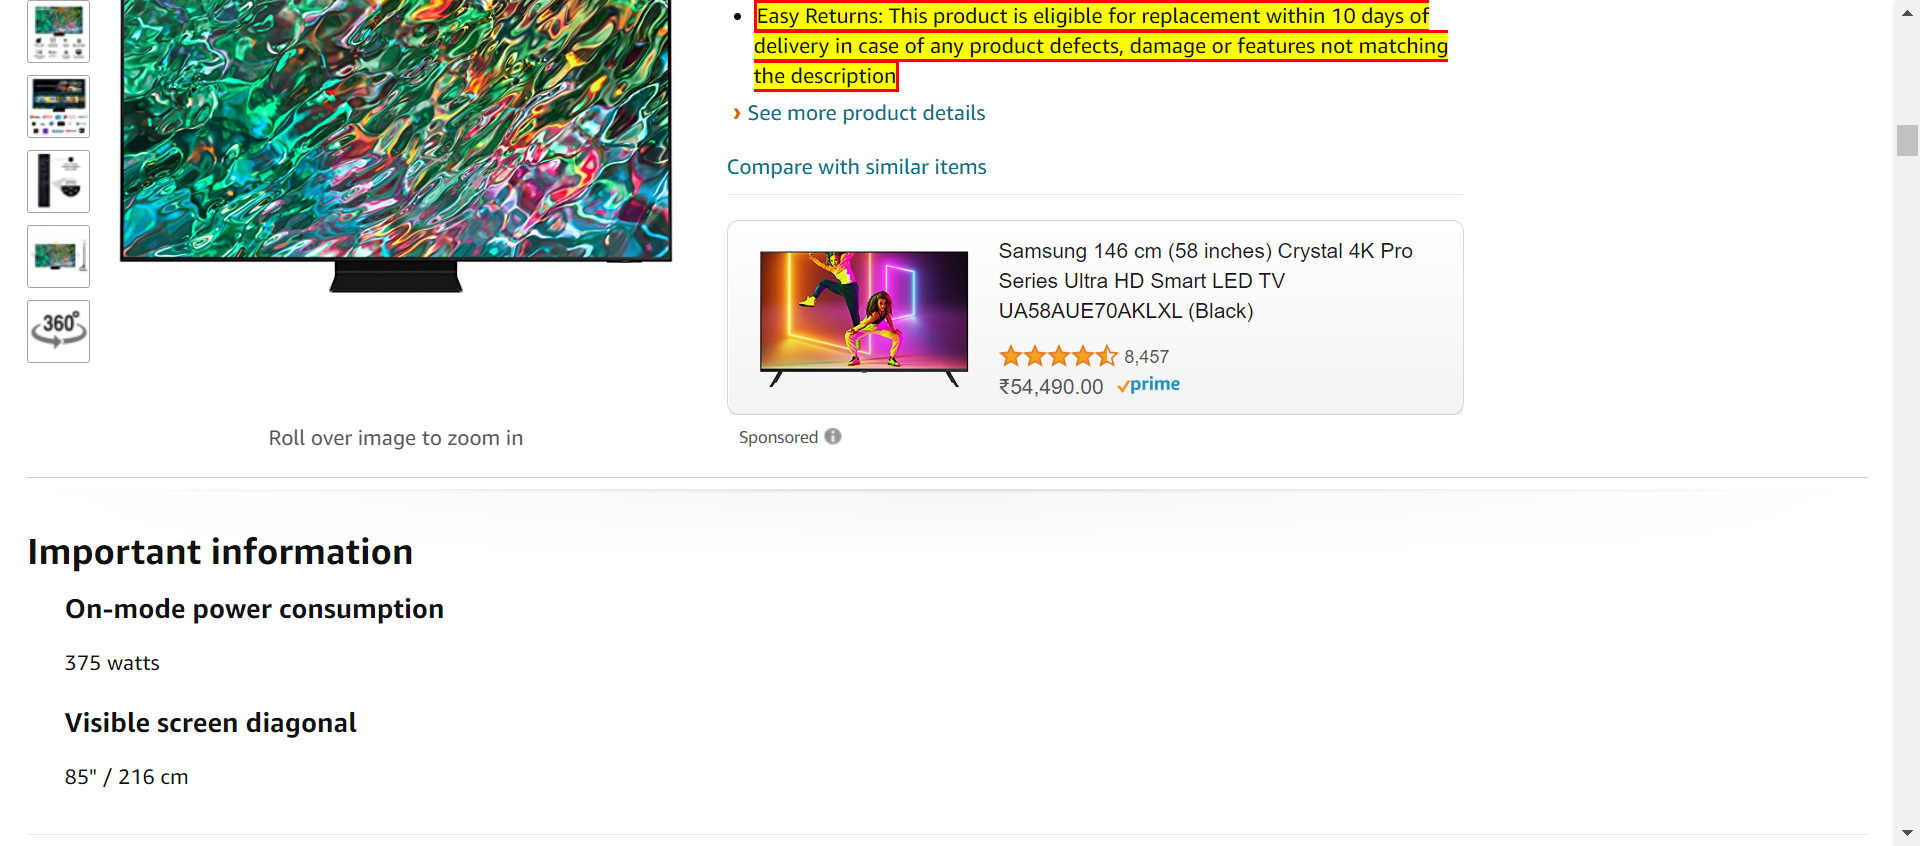 Easy Returns: This product is eligible for replacement within 10 days of
delivery in case of any product defects, damage or features not matching
the description
› See more product details
Compare with similar items
360°
Samsung 146 cm (58 inches) Crystal 4K Pro
Series Ultra HD Smart LED TV
UA58AUE70AKLXL (Black)
8,457
₹54,490.00 prime
Sponsored
Roll over image to zoom in
Important information
On-mode power consumption
375 watts
Visible screen diagonal
85" / 216 cm